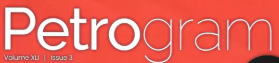 Petrogram
Volume XLI | Issue 3